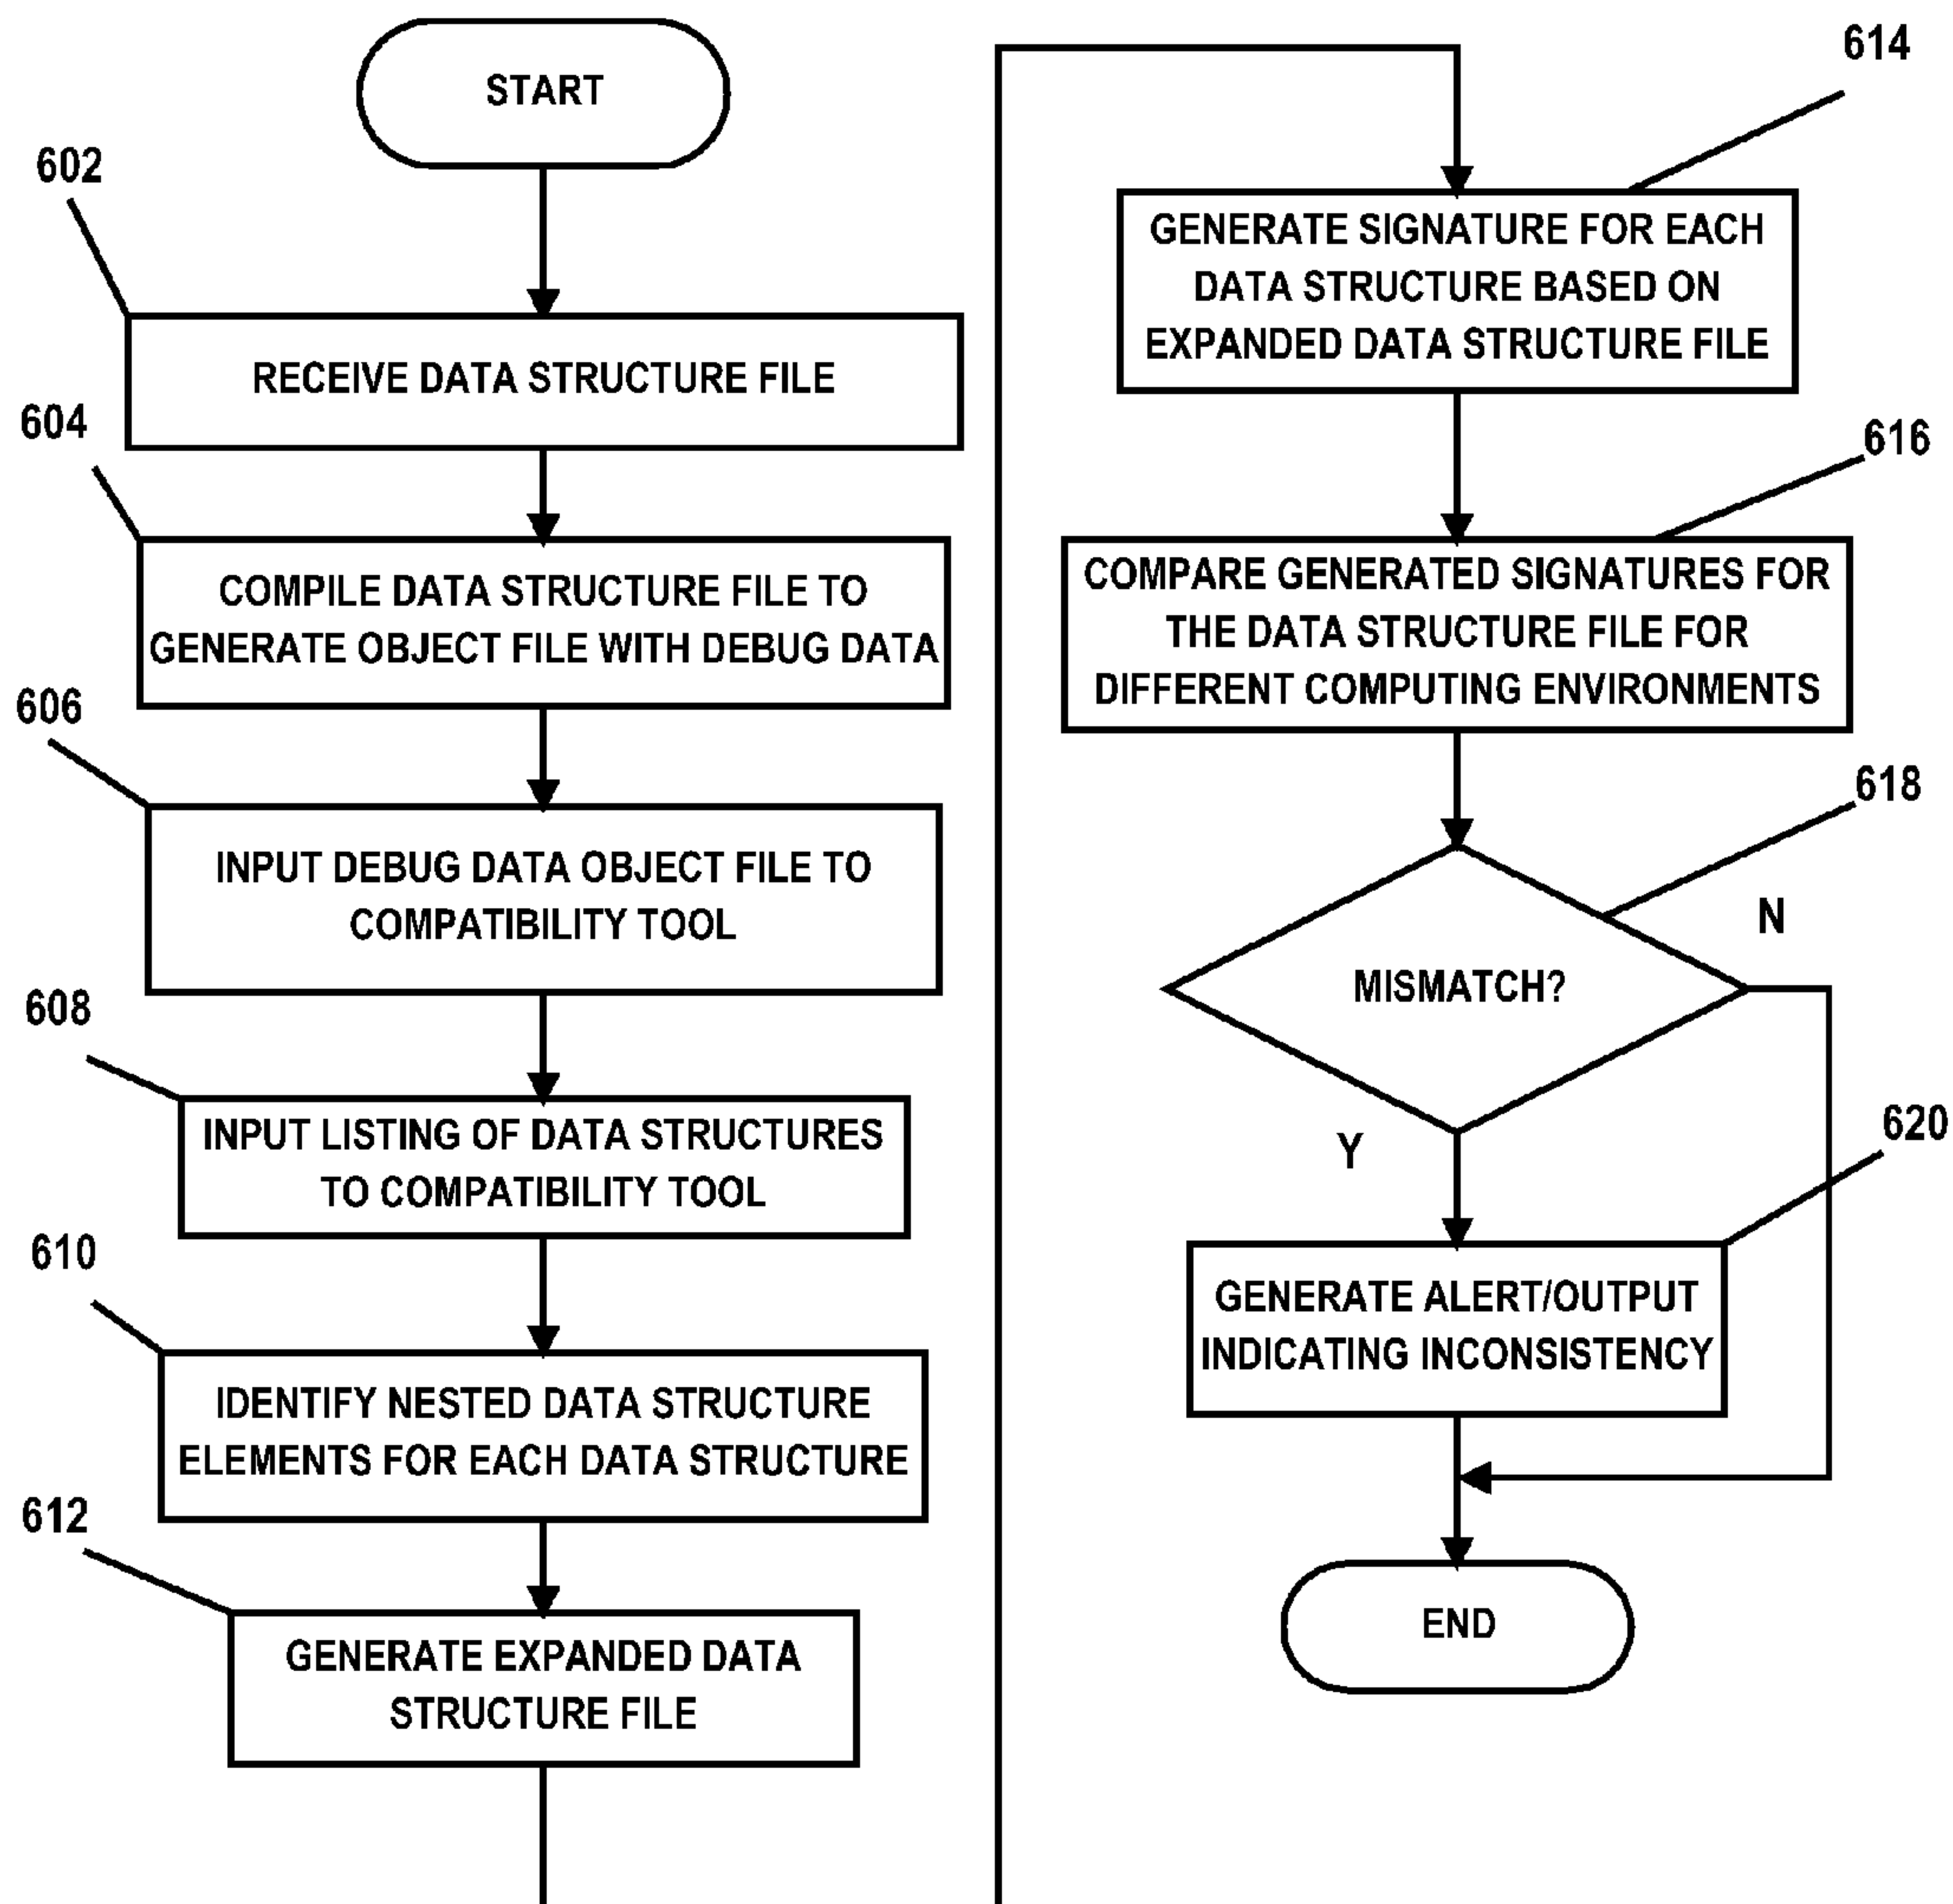 START
602
RECEIVE DATA STRUCTURE FILE
604
COMPILE DATA STRUCTURE FILE TO
GENERATE OBJECT FILE WITH DEBUG DATA
606
INPUT DEBUG DATA OBJECT FILE TO
COMPATIBILITY TOOL
608
INPUT LISTING OF DATA STRUCTURES
TO COMPATIBILITY TOOL
610
IDENTIFY NESTED DATA STRUCTURE
ELEMENTS FOR EACH DATA STRUCTURE
612
GENERATE EXPANDED DATA
STRUCTURE FILE
614
GENERATE SIGNATURE FOR EACH
DATA STRUCTURE BASED ON
EXPANDED DATA STRUCTURE FILE
616
COMPARE GENERATED SIGNATURES FOR
THE DATA STRUCTURE FILE FOR
DIFFERENT COMPUTING ENVIRONMENTS
618
N
MISMATCH?
Y
620
GENERATE ALERT/OUTPUT
INDICATING INCONSISTENCY
END